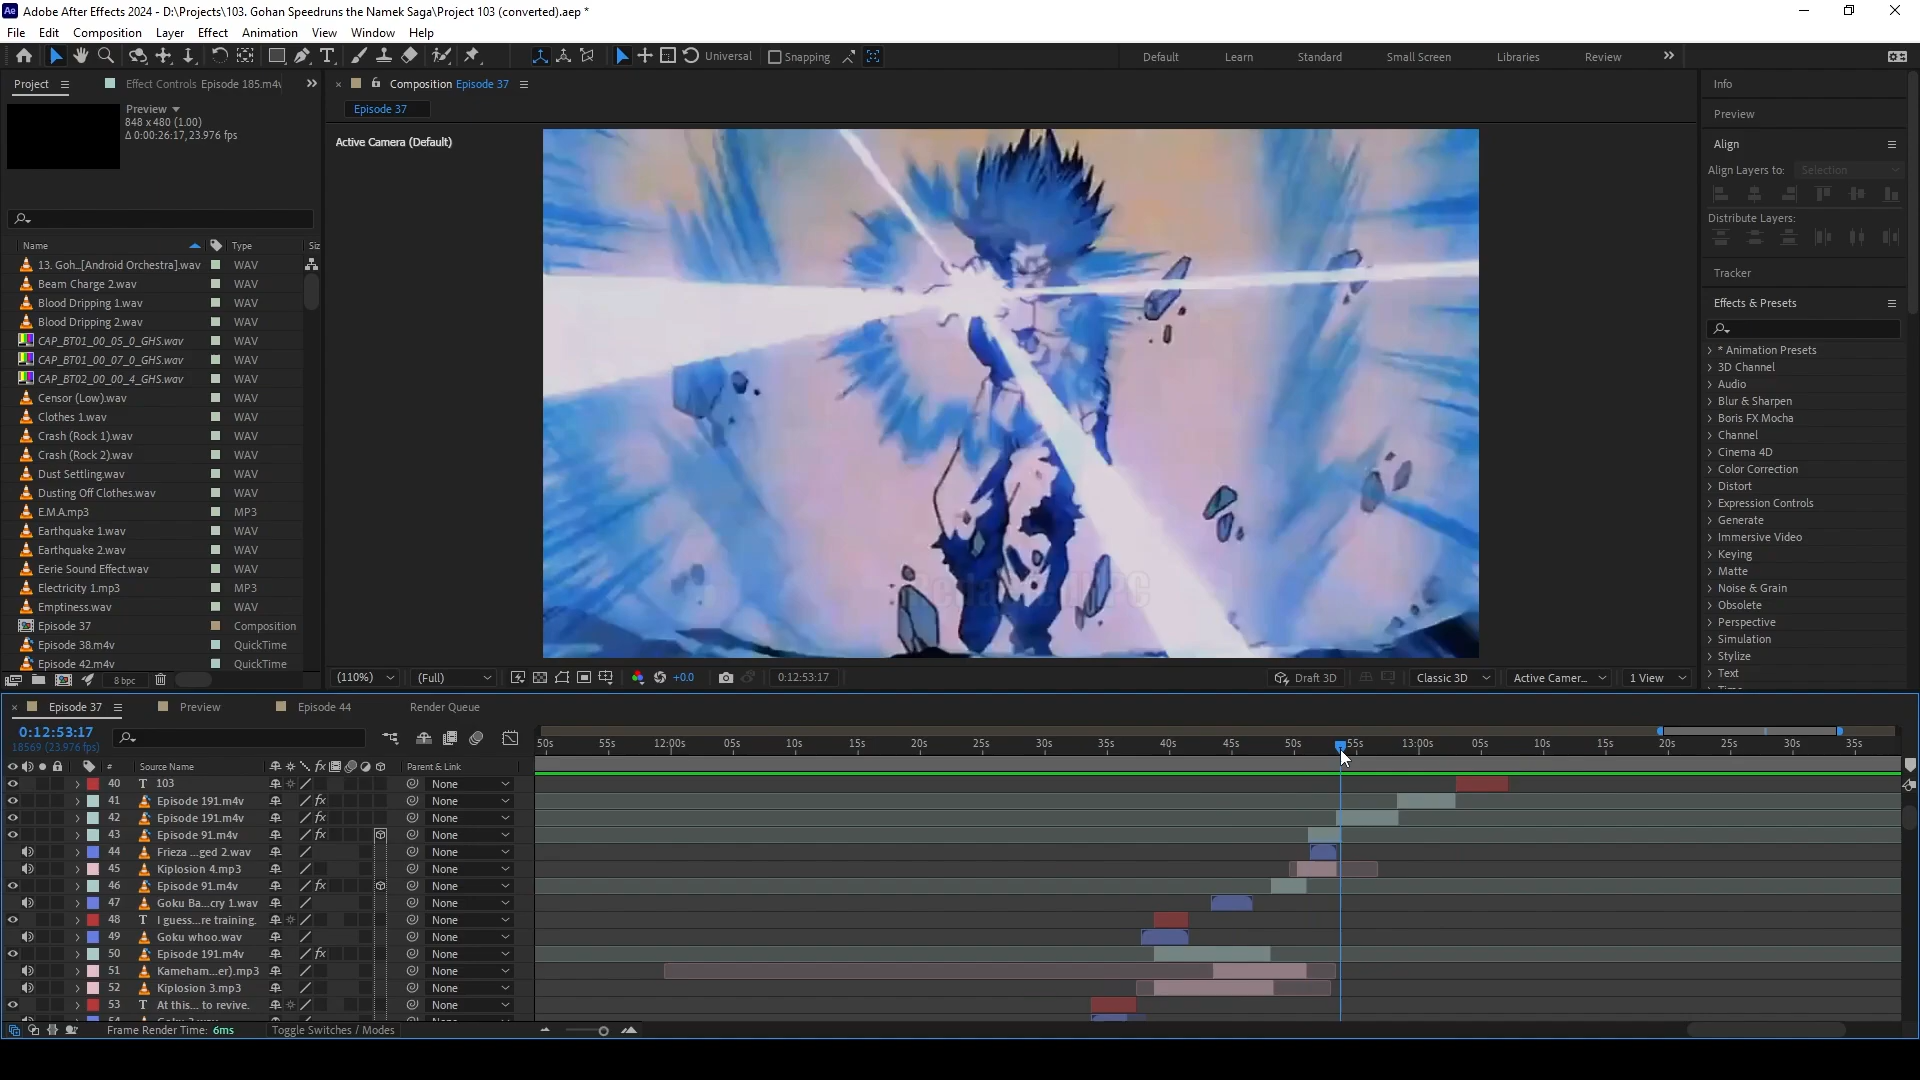 Adobe After Effects 2024 - D:\Projects\103. Gohan Speedruns the Namek Saga\Project 103 (converted).aep *
File Edit Composition Layer Effect Animation View Window Help
Universal Snapping Default Learn Standard Small Screen Libraries Review
Project Effect Controls Episode 185.m4v
Preview
848 x 480 (1.00)
Δ 0:00:26:17, 23.976 fps
Name Type Siz
13. Goh...[Android Orchestra].wav WAV
Beam Charge 2.wav WAV
Blood Dripping 1.wav WAV
Blood Dripping 2.wav WAV
CAP_BT01_00_05_0_GHS.wav WAV
CAP_BT01_00_07_0_GHS.wav WAV
CAP_BT02_00_00_4_GHS.wav WAV
Censor (Low).wav WAV
Clothes 1.wav WAV
Crash (Rock 1).wav WAV
Crash (Rock 2).wav WAV
Dust Settling.wav WAV
Dusting Off Clothes.wav WAV
E.M.A.mp3 MP3
Earthquake 1.wav WAV
Earthquake 2.wav WAV
Eerie Sound Effect.wav WAV
Electricity 1.mp3 MP3
Emptiness.wav WAV
Episode 37 Composition
Episode 38.m4v QuickTime
Episode 42.m4v QuickTime
8 bpc
Composition Episode 37
Episode 37
Active Camera (Default)
(110%) (Full) +0.0 0:12:53:17 Draft 3D Classic 3D Active Camer... 1 View
Info
Preview
Align
Align Layers to: Selection
Distribute Layers:
Tracker
Effects & Presets
* Animation Presets
3D Channel
Audio
Blur & Sharpen
Boris FX Mocha
Channel
Cinema 4D
Color Correction
Distort
Expression Controls
Generate
Immersive Video
Keying
Matte
Noise & Grain
Obsolete
Perspective
Simulation
Stylize
Text
Episode 37 Preview Episode 44 Render Queue
0:12:53:17
18569 (23.976 fps)
50s 55s 12:00s 05s 10s 15s 20s 25s 30s 35s 40s 45s 50s 55s 13:00s 05s 10s 15s 20s 25s 30s 35s
# Source Name Parent & Link
40 T 103 None
41 Episode 191.m4v None
42 Episode 191.m4v None
43 Episode 91.m4v None
44 Frieza ...ged 2.wav None
45 Kiplosion 4.mp3 None
46 Episode 91.m4v None
47 Goku Ba...cry 1.wav None
48 T I guess...re training. None
49 Goku whoo.wav None
50 Episode 191.m4v None
51 Kameham...er}.mp3 None
52 Kiplosion 3.mp3 None
53 T At this... to revive. None
Frame Render Time: 6ms Toggle Switches / Modes